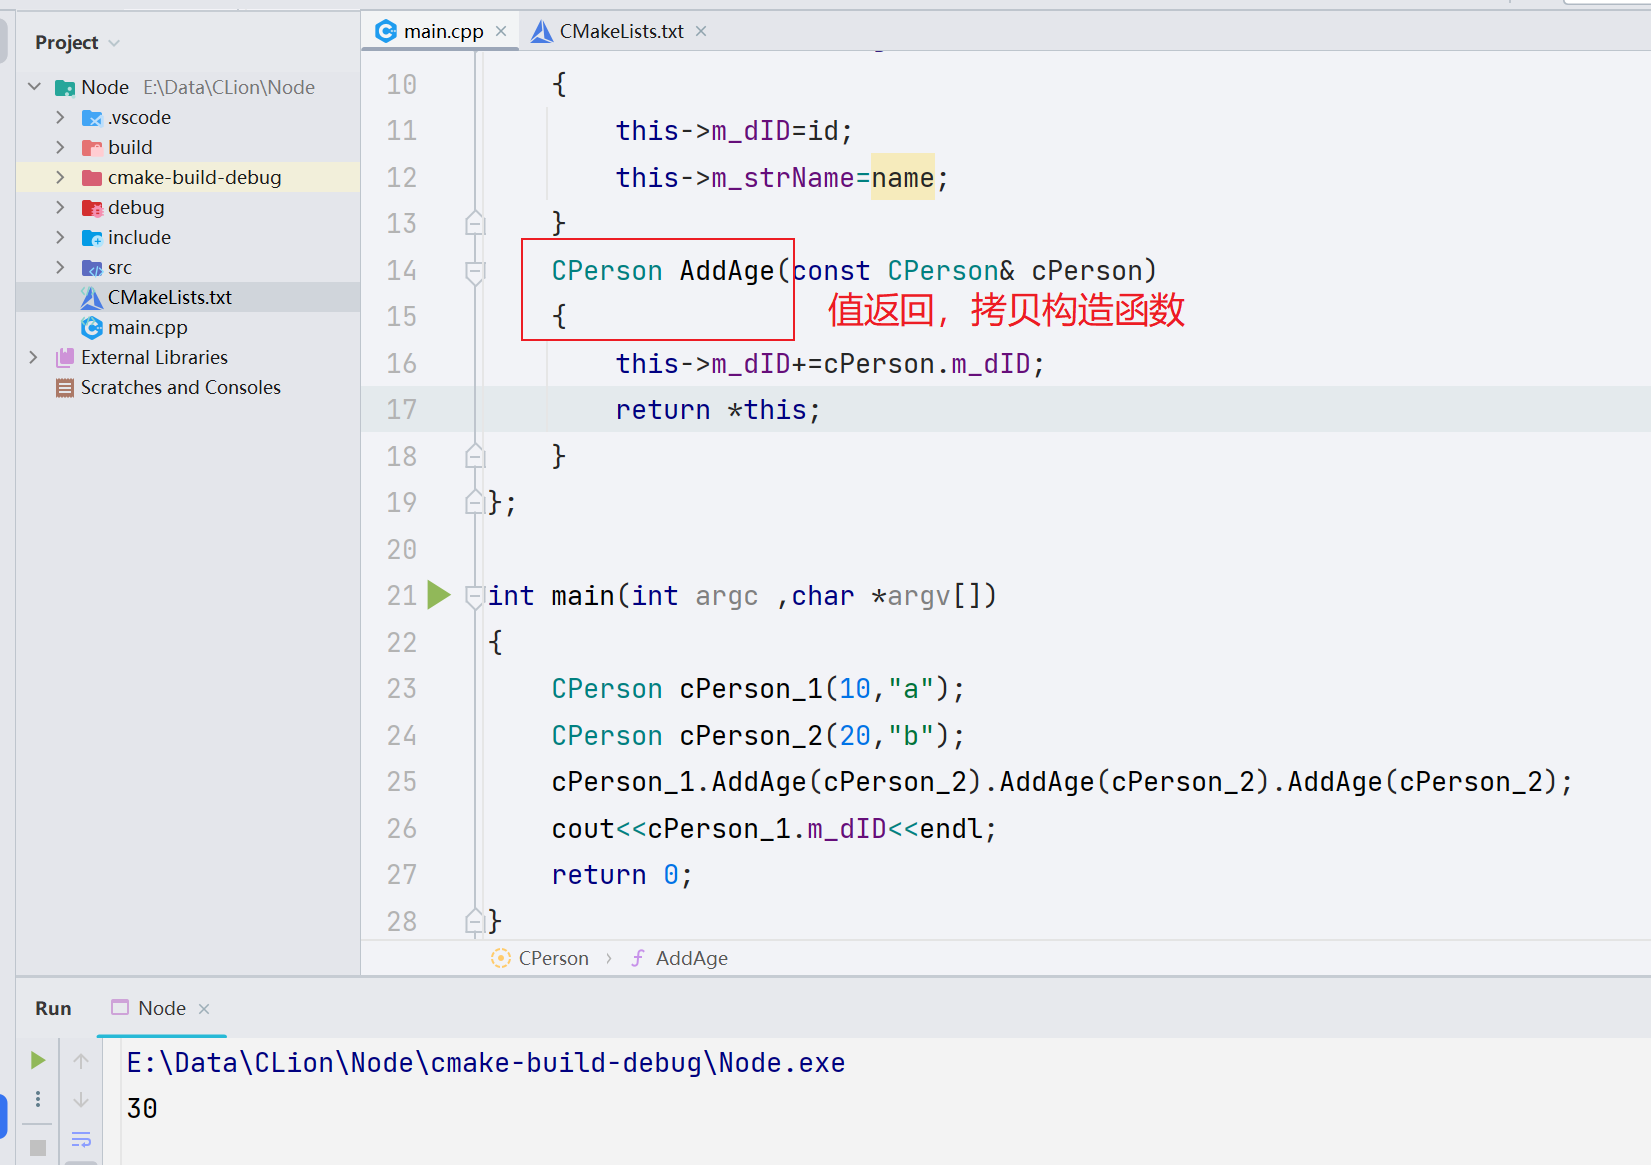 Project
main.cpp
CMakeLists.txt
Node E:\Data\CLion\Node
.vscode
build
cmake-build-debug
debug
include
src
CMakeLists.txt
main.cpp
External Libraries
Scratches and Consoles
10 {
11 this->m_dID=id;
12 this->m_strName=name;
13 }
14 CPerson AddAge(const CPerson& cPerson)
15 { 值返回，拷贝构造函数
16 this->m_dID+=cPerson.m_dID;
17 return *this;
18 }
19 };
20
21 int main(int argc ,char *argv[])
22 {
23 CPerson cPerson_1(10,"a");
24 CPerson cPerson_2(20,"b");
25 cPerson_1.AddAge(cPerson_2).AddAge(cPerson_2).AddAge(cPerson_2);
26 cout<<cPerson_1.m_dID<<endl;
27 return 0;
28 }
CPerson › AddAge
Run Node
E:\Data\CLion\Node\cmake-build-debug\Node.exe
30